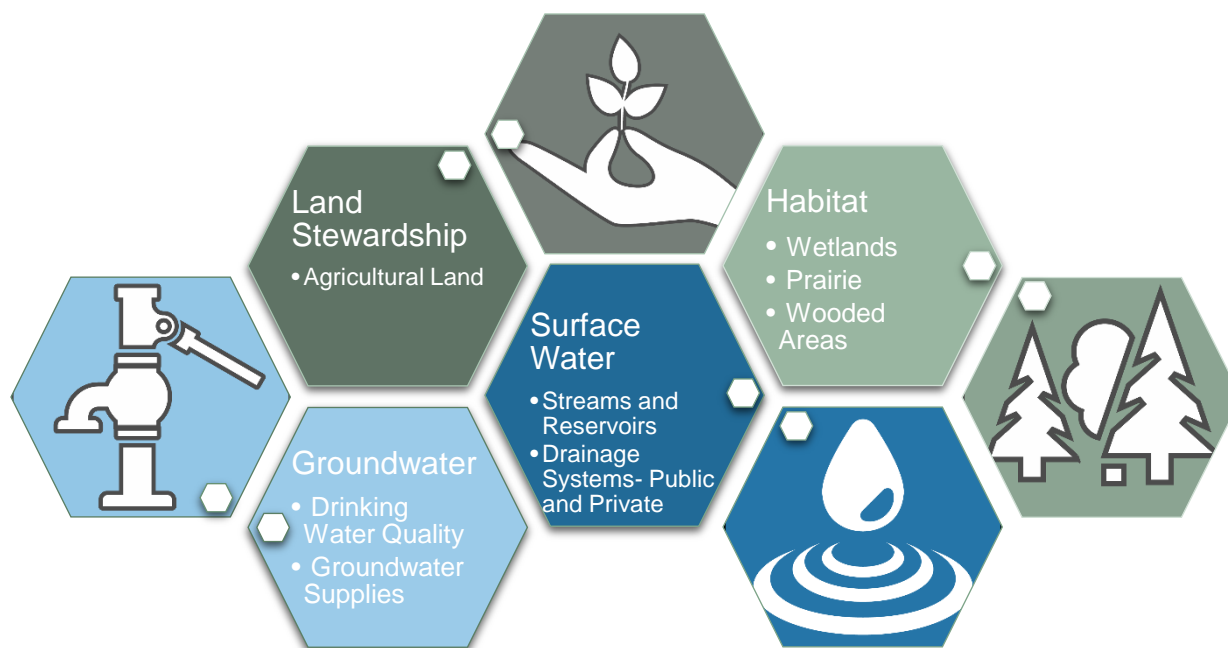 Land
Stewardship
• Agricultural Land
Habitat
• Wetlands
• Prairie
• Wooded
Areas
Surface
Water
• Streams and
Reservoirs
• Drainage
Systems- Public
and Private
Groundwater
• Drinking
Water Quality
• Groundwater
Supplies